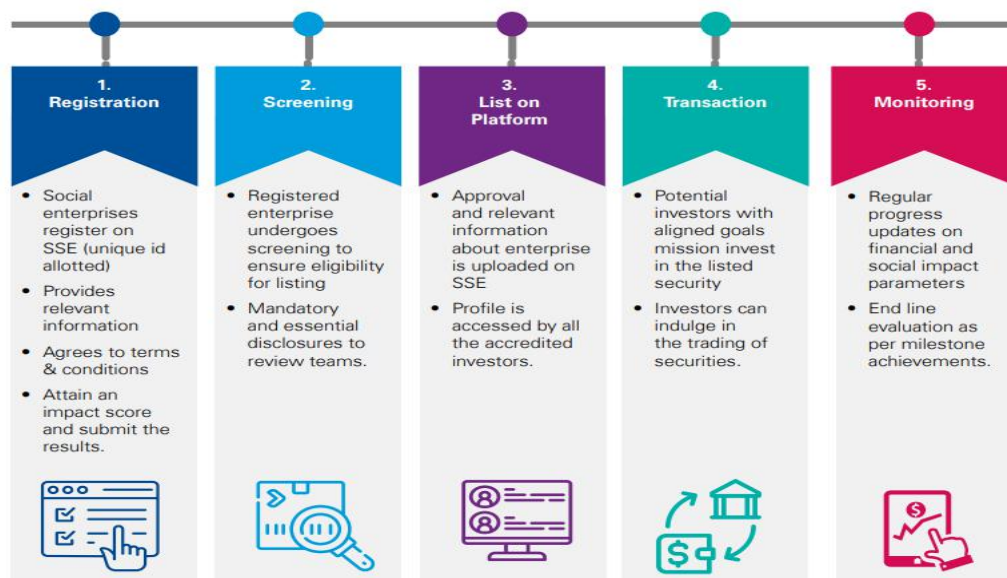 1.
Registration
• Social
enterprises
register on
SSE (unique id
allotted)
• Provides
relevant
information
• Agrees to terms
& conditions
• Attain an
impact score
and submit the
results.
2.
Screening
• Registered
enterprise
undergoes
screening to
ensure eligibility
for listing
• Mandatory
and essential
disclosures to
review teams.
3.
List on
Platform
• Approval
and relevant
information
about enterprise
is uploaded on
SSE
• Profile is
accessed by all
the accredited
investors.
4.
Transaction
• Potential
investors with
aligned goals
mission invest
in the listed
security
• Investors can
indulge in
the trading of
securities.
5.
Monitoring
• Regular
progress
updates on
financial and
social impact
parameters
• End line
evaluation as
per milestone
achievements.
$
$